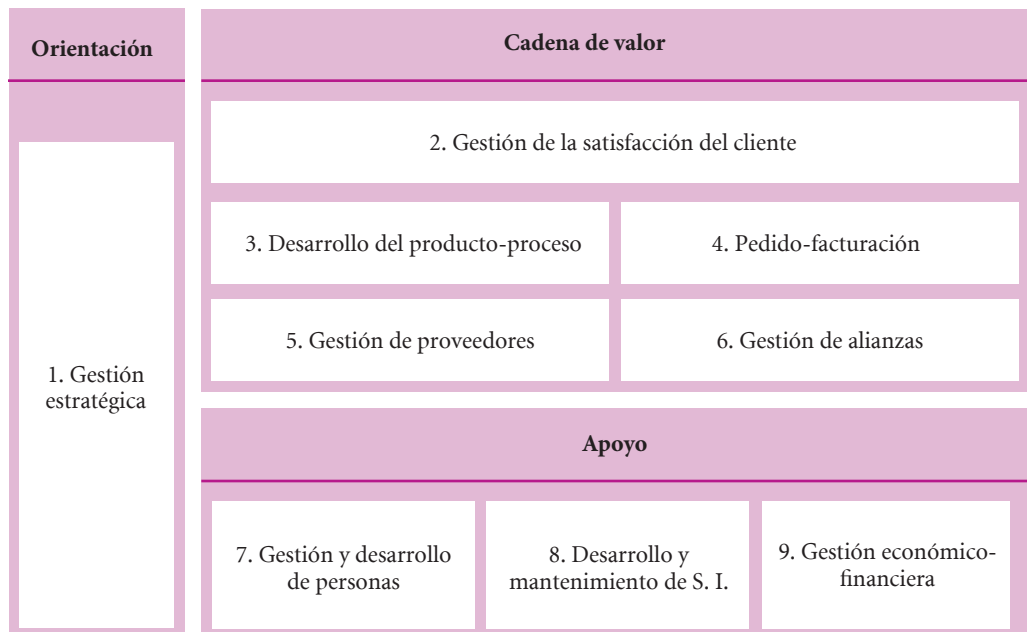 Orientación
1. Gestión
estratégica
Cadena de valor
2. Gestión de la satisfacción del cliente
3. Desarrollo del producto-proceso
4. Pedido-facturación
5. Gestión de proveedores
6. Gestión de alianzas
Apoyo
7. Gestión y desarrollo
de personas
8. Desarrollo y
mantenimiento de S. I.
9. Gestión económico-
financiera